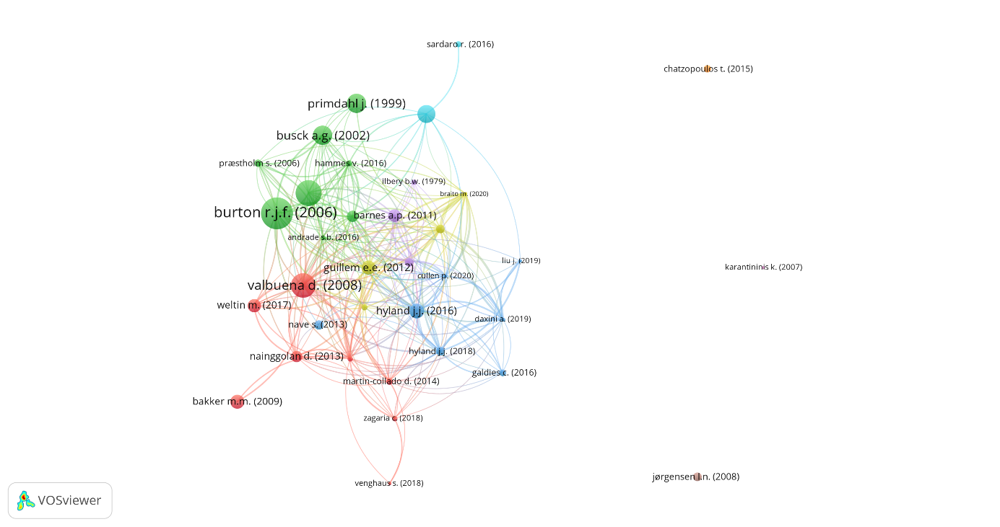 sardaro r. (2016)
chatzopoulos t. (2015)
primdahl j. (1999)
busck a.g. (2002)
præstholm s. (2006)
hammes v. (2016)
ilbery b.w. (1979)
braito m. (2020)
burton r.j.f. (2006)
barnes a.p. (2011)
andrade s.b. (2016)
liu j. (2019)
guillem e.e. (2012)
karantininis k. (2007)
cullen p. (2020)
valbuena d. (2008)
weltin m. (2017)
hyland j.j. (2016)
daxini a. (2019)
nave s. (2013)
hyland j.j. (2018)
nainggolan d. (2013)
galdies c. (2016)
martin-collado d. (2014)
bakker m.m. (2009)
zagaria c. (2018)
jørgensen l.n. (2008)
venghaus s. (2018)
VOSviewer